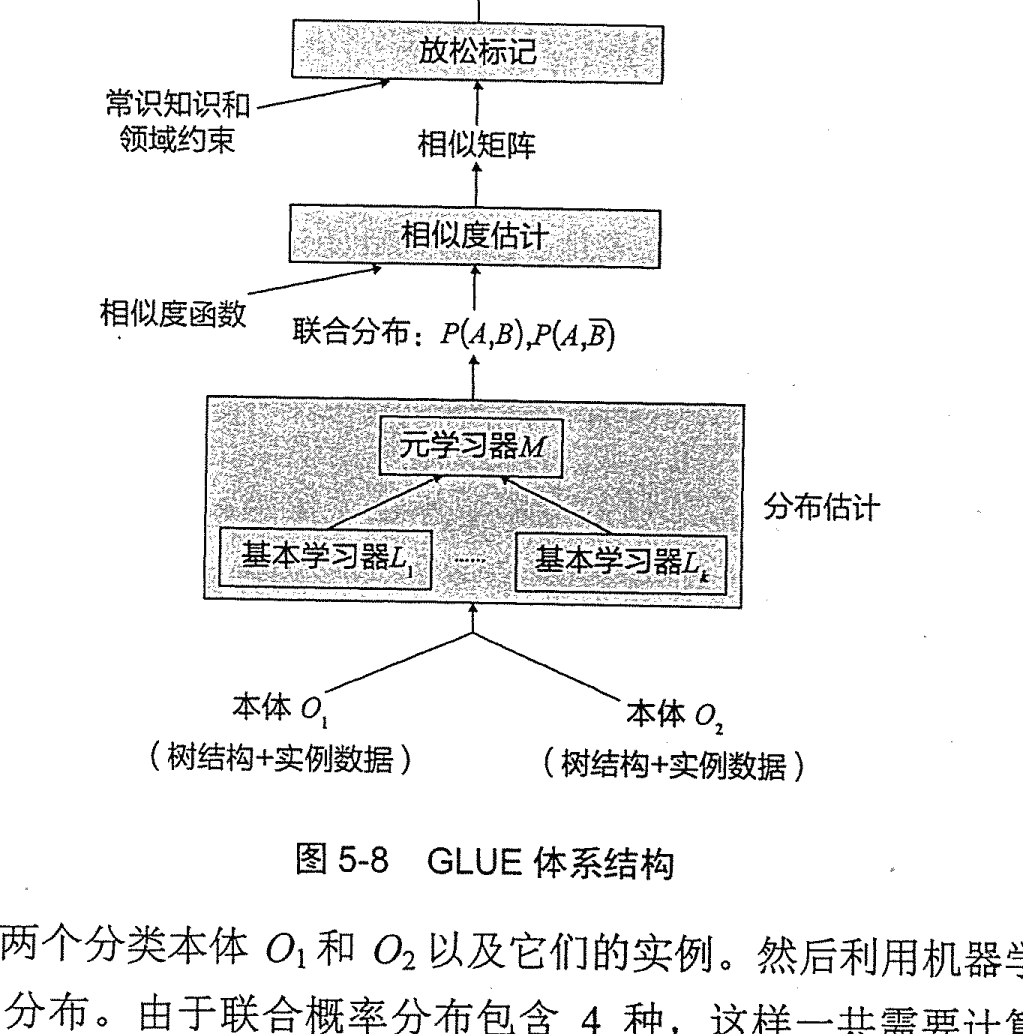 放松标记
常识知识和
领域约束
相似矩阵
相似度估计
相似度函数
联合分布：P(A,B),P(A,B̅)
元学习器M
分布估计
基本学习器L₁ ...... 基本学习器Lₖ
本体 O₁ 本体 O₂
（树结构+实例数据） （树结构+实例数据）
图 5-8 GLUE 体系结构
两个分类本体 O₁和 O₂以及它们的实例。然后利用机器学
分布。由于联合概率分布包含 4 种，这样一共需要计算